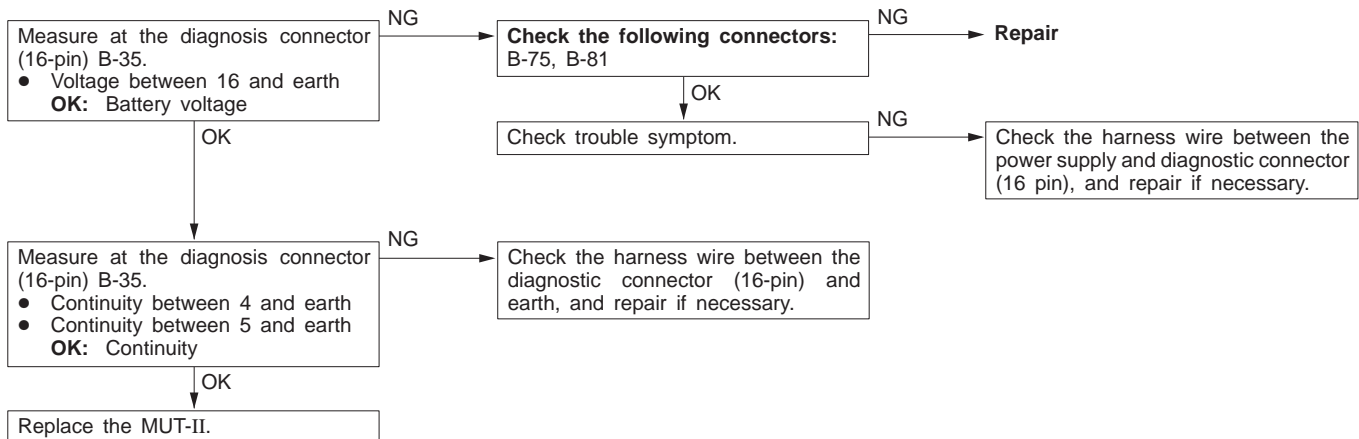 Measure at the diagnosis connector
(16-pin) B-35.
● Voltage between 16 and earth
OK: Battery voltage
NG
Check the following connectors:
B-75, B-81
NG
Repair
OK
Check trouble symptom.
NG
Check the harness wire between the
power supply and diagnostic connector
(16 pin), and repair if necessary.
OK
Measure at the diagnosis connector
(16-pin) B-35.
● Continuity between 4 and earth
● Continuity between 5 and earth
OK: Continuity
NG
Check the harness wire between the
diagnostic connector (16-pin) and
earth, and repair if necessary.
OK
Replace the MUT-II.